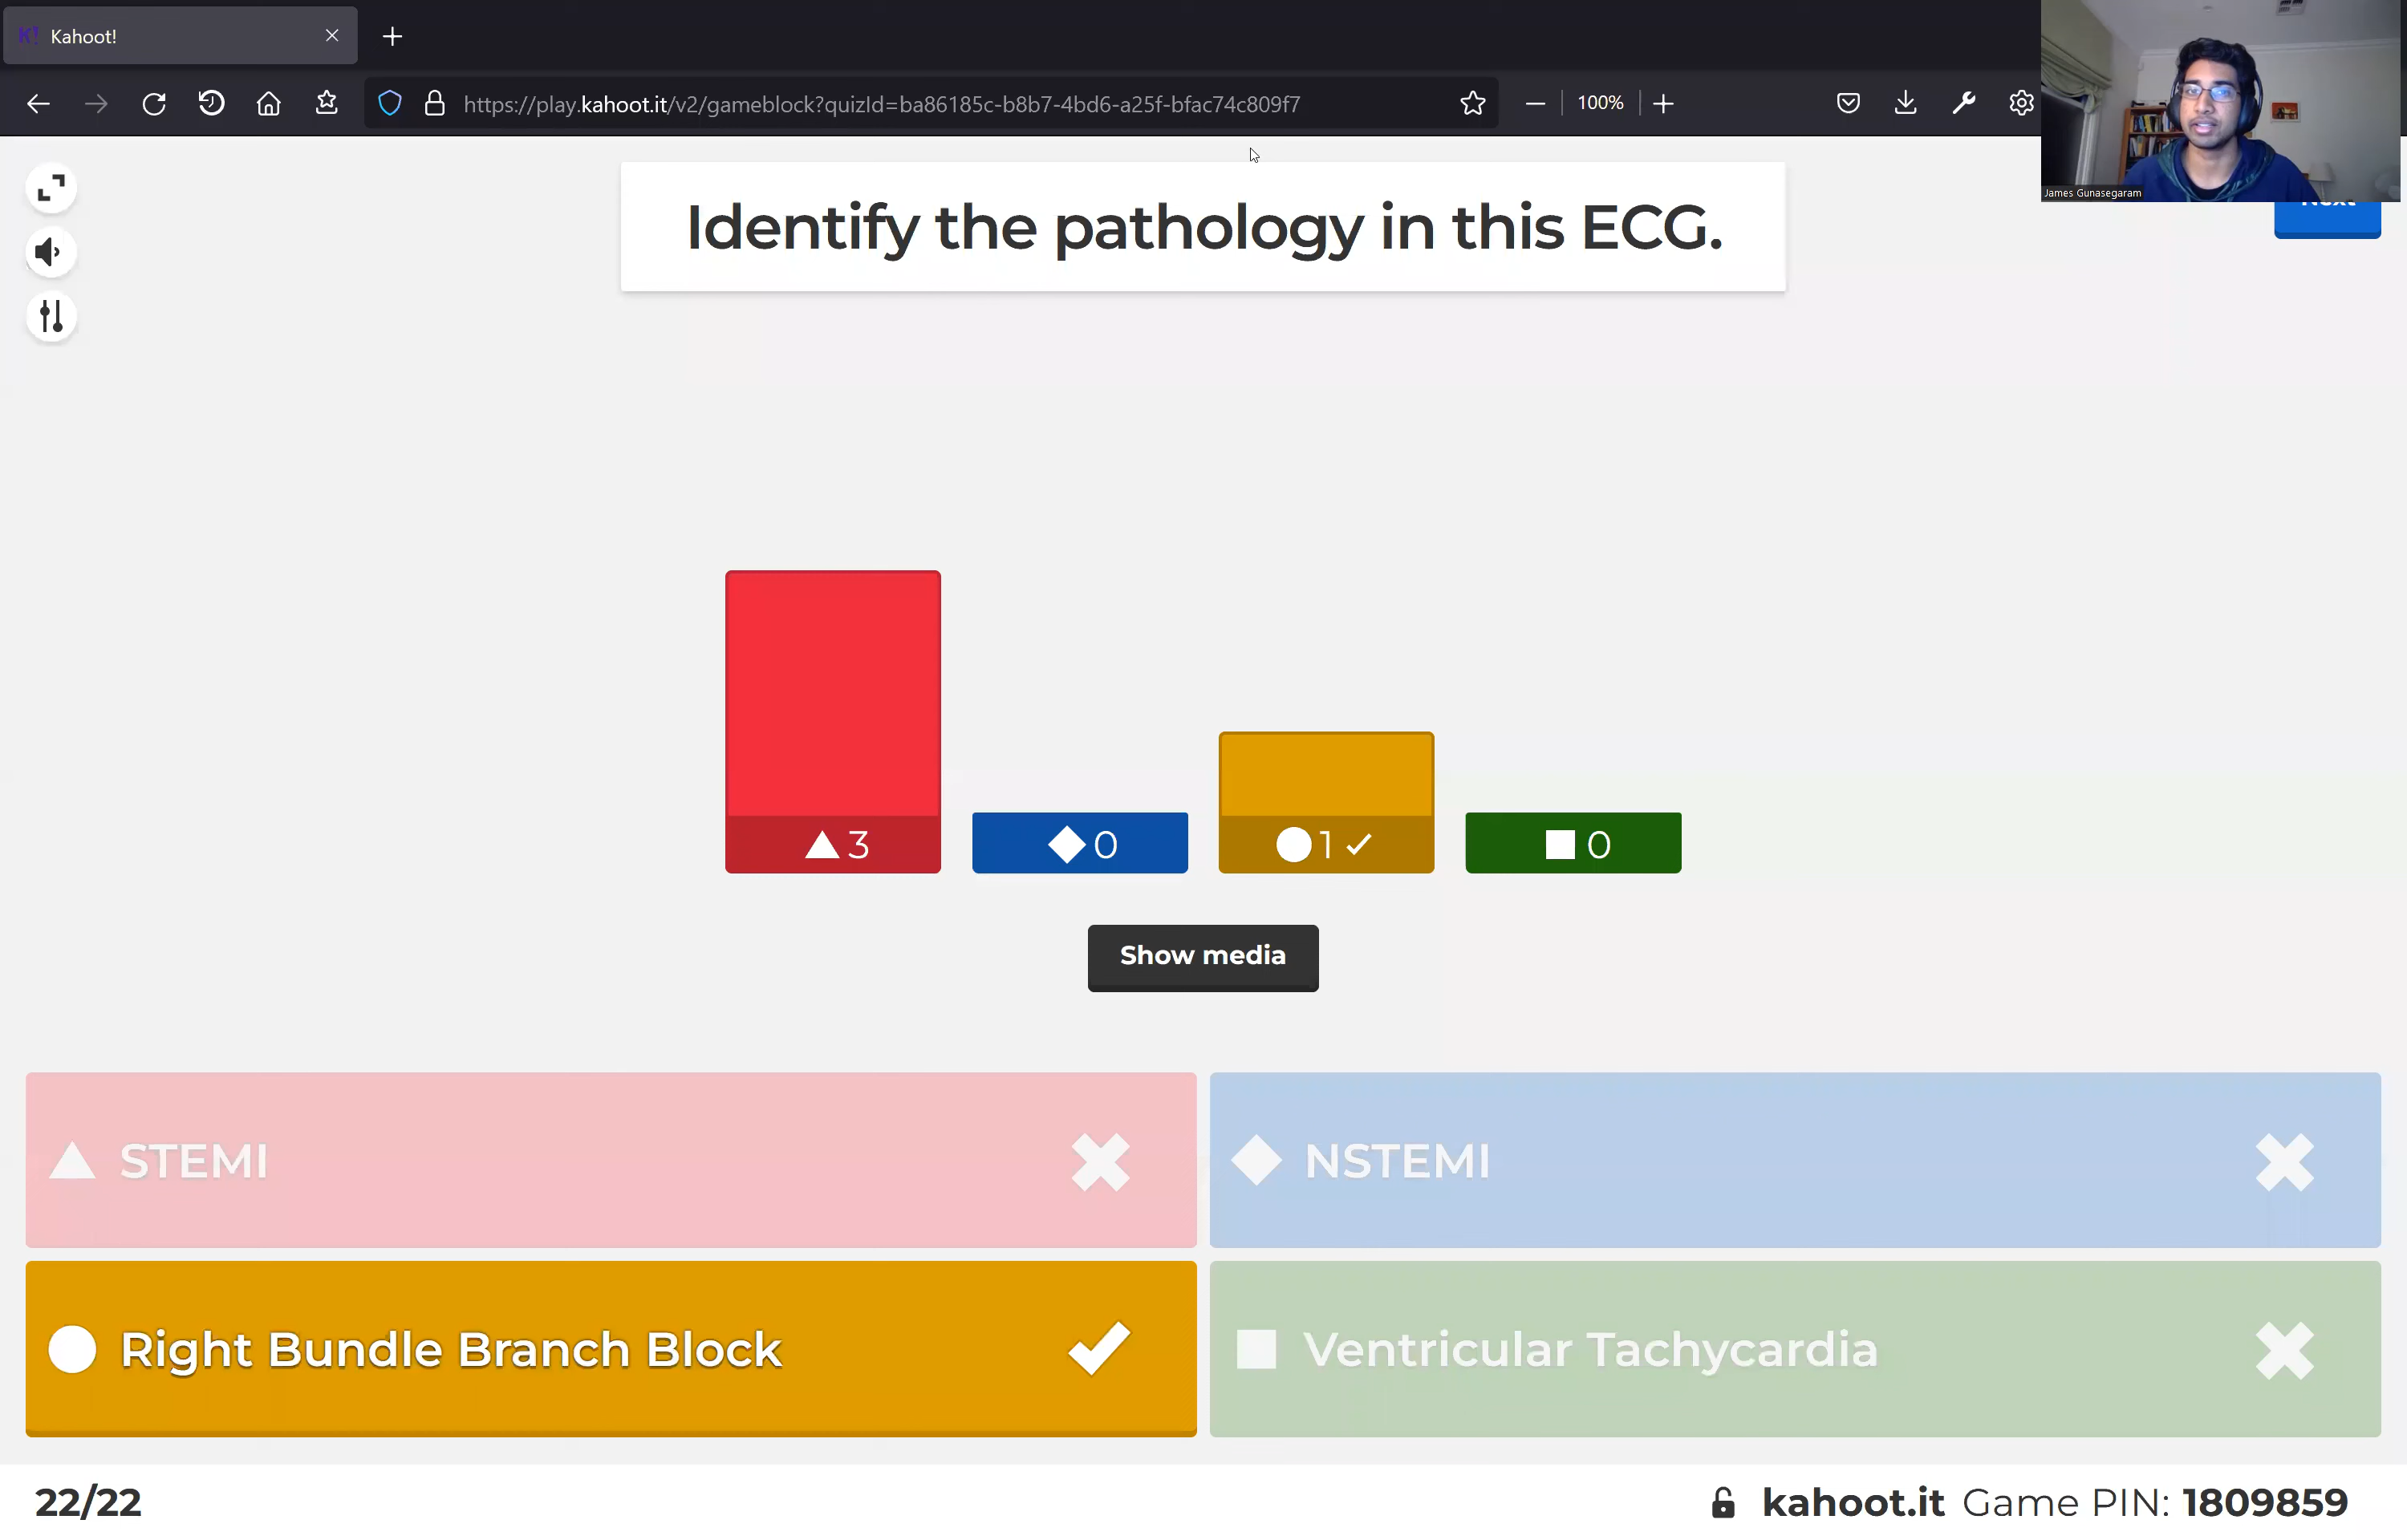 Kahoot!
https://play.kahoot.it/v2/gameblock?quizId=ba86185c-b8b7-4bd6-a25f-bfac74c809f7
100%
James Gunasegaram
Next
Identify the pathology in this ECG.
3
0
1
0
Show media
STEMI
NSTEMI
Right Bundle Branch Block
Ventricular Tachycardia
22/22
kahoot.it Game PIN: 1809859